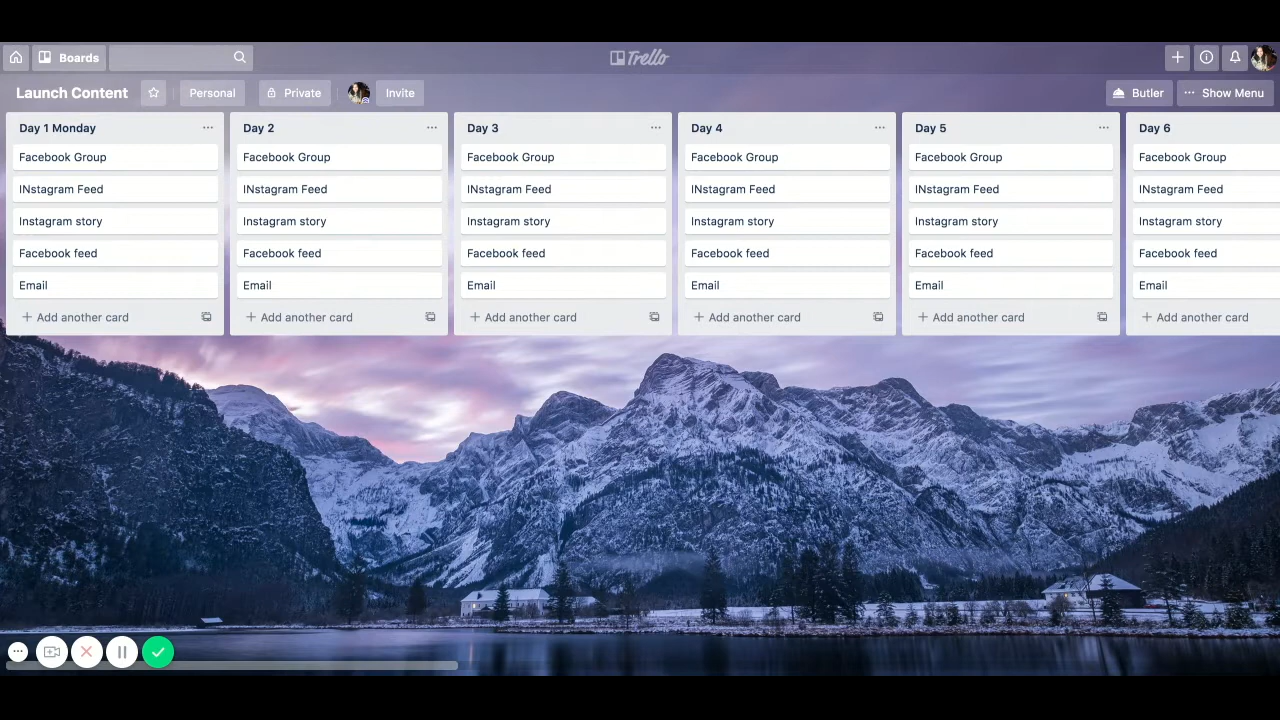 Boards
Trello
Launch Content
Personal
Private
Invite
Butler
Show Menu
Day 1 Monday
Facebook Group
INstagram Feed
Instagram story
Facebook feed
Email
Add another card
Day 2
Facebook Group
INstagram Feed
Instagram story
Facebook feed
Email
Add another card
Day 3
Facebook Group
INstagram Feed
Instagram story
Facebook feed
Email
Add another card
Day 4
Facebook Group
INstagram Feed
Instagram story
Facebook feed
Email
Add another card
Day 5
Facebook Group
INstagram Feed
Instagram story
Facebook feed
Email
Add another card
Day 6
Facebook Group
INstagram Feed
Instagram story
Facebook feed
Email
Add another card